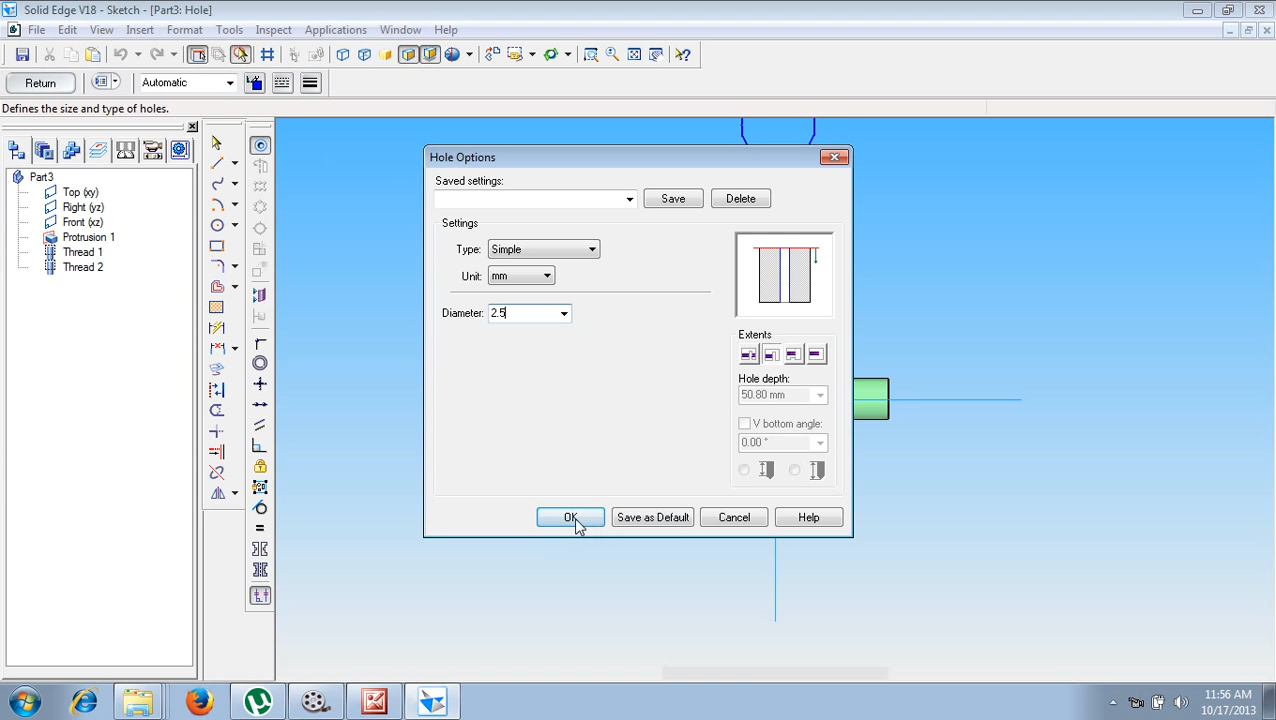 Solid Edge V18 - Sketch - [Part3: Hole]
File Edit View Insert Format Tools Inspect Applications Window Help
Return Automatic
Defines the size and type of holes.
Part3
Top (xy)
Right (yz)
Front (xz)
Protrusion 1
Thread 1
Thread 2
Hole Options
Saved settings:
Save Delete
Settings
Type: Simple
Unit: mm
Diameter: 2.5
Extents
Hole depth:
50.80 mm
V bottom angle:
0.00 °
OK Save as Default Cancel Help
11:56 AM
10/17/2013